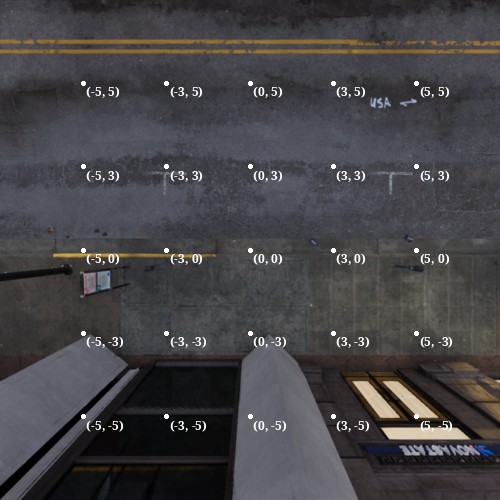 (-5, 5) (-3, 5) (0, 5) (3, 5) (5, 5)
USA
(-5, 3) (-3, 3) (0, 3) (3, 3) (5, 3)
(-5, 0) (-3, 0) (0, 0) (3, 0) (5, 0)
(-5, -3) (-3, -3) (0, -3) (3, -3) (5, -3)
(-5, -5) (-3, -5) (0, -5) (3, -5) (5, -5)
NOVASTATE